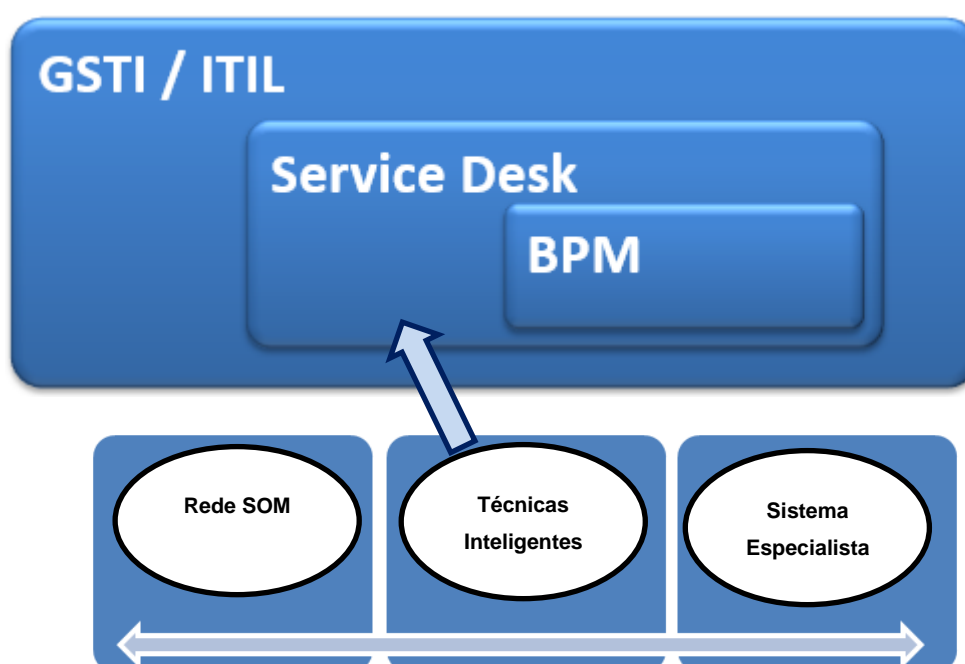 GSTI / ITIL
Service Desk
BPM
Rede SOM
Técnicas
Inteligentes
Sistema
Especialista